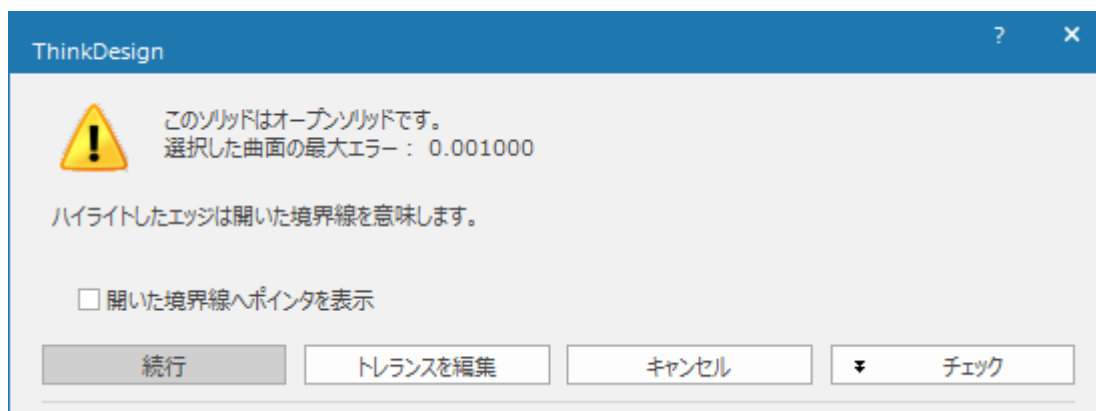 ThinkDesign
?
×
このソリッドはオープンソリッドです。
選択した曲面の最大エラー： 0.001000
ハイライトしたエッジは開いた境界線を意味します。
開いた境界線へポインタを表示
続行
トレランスを編集
キャンセル
チェック